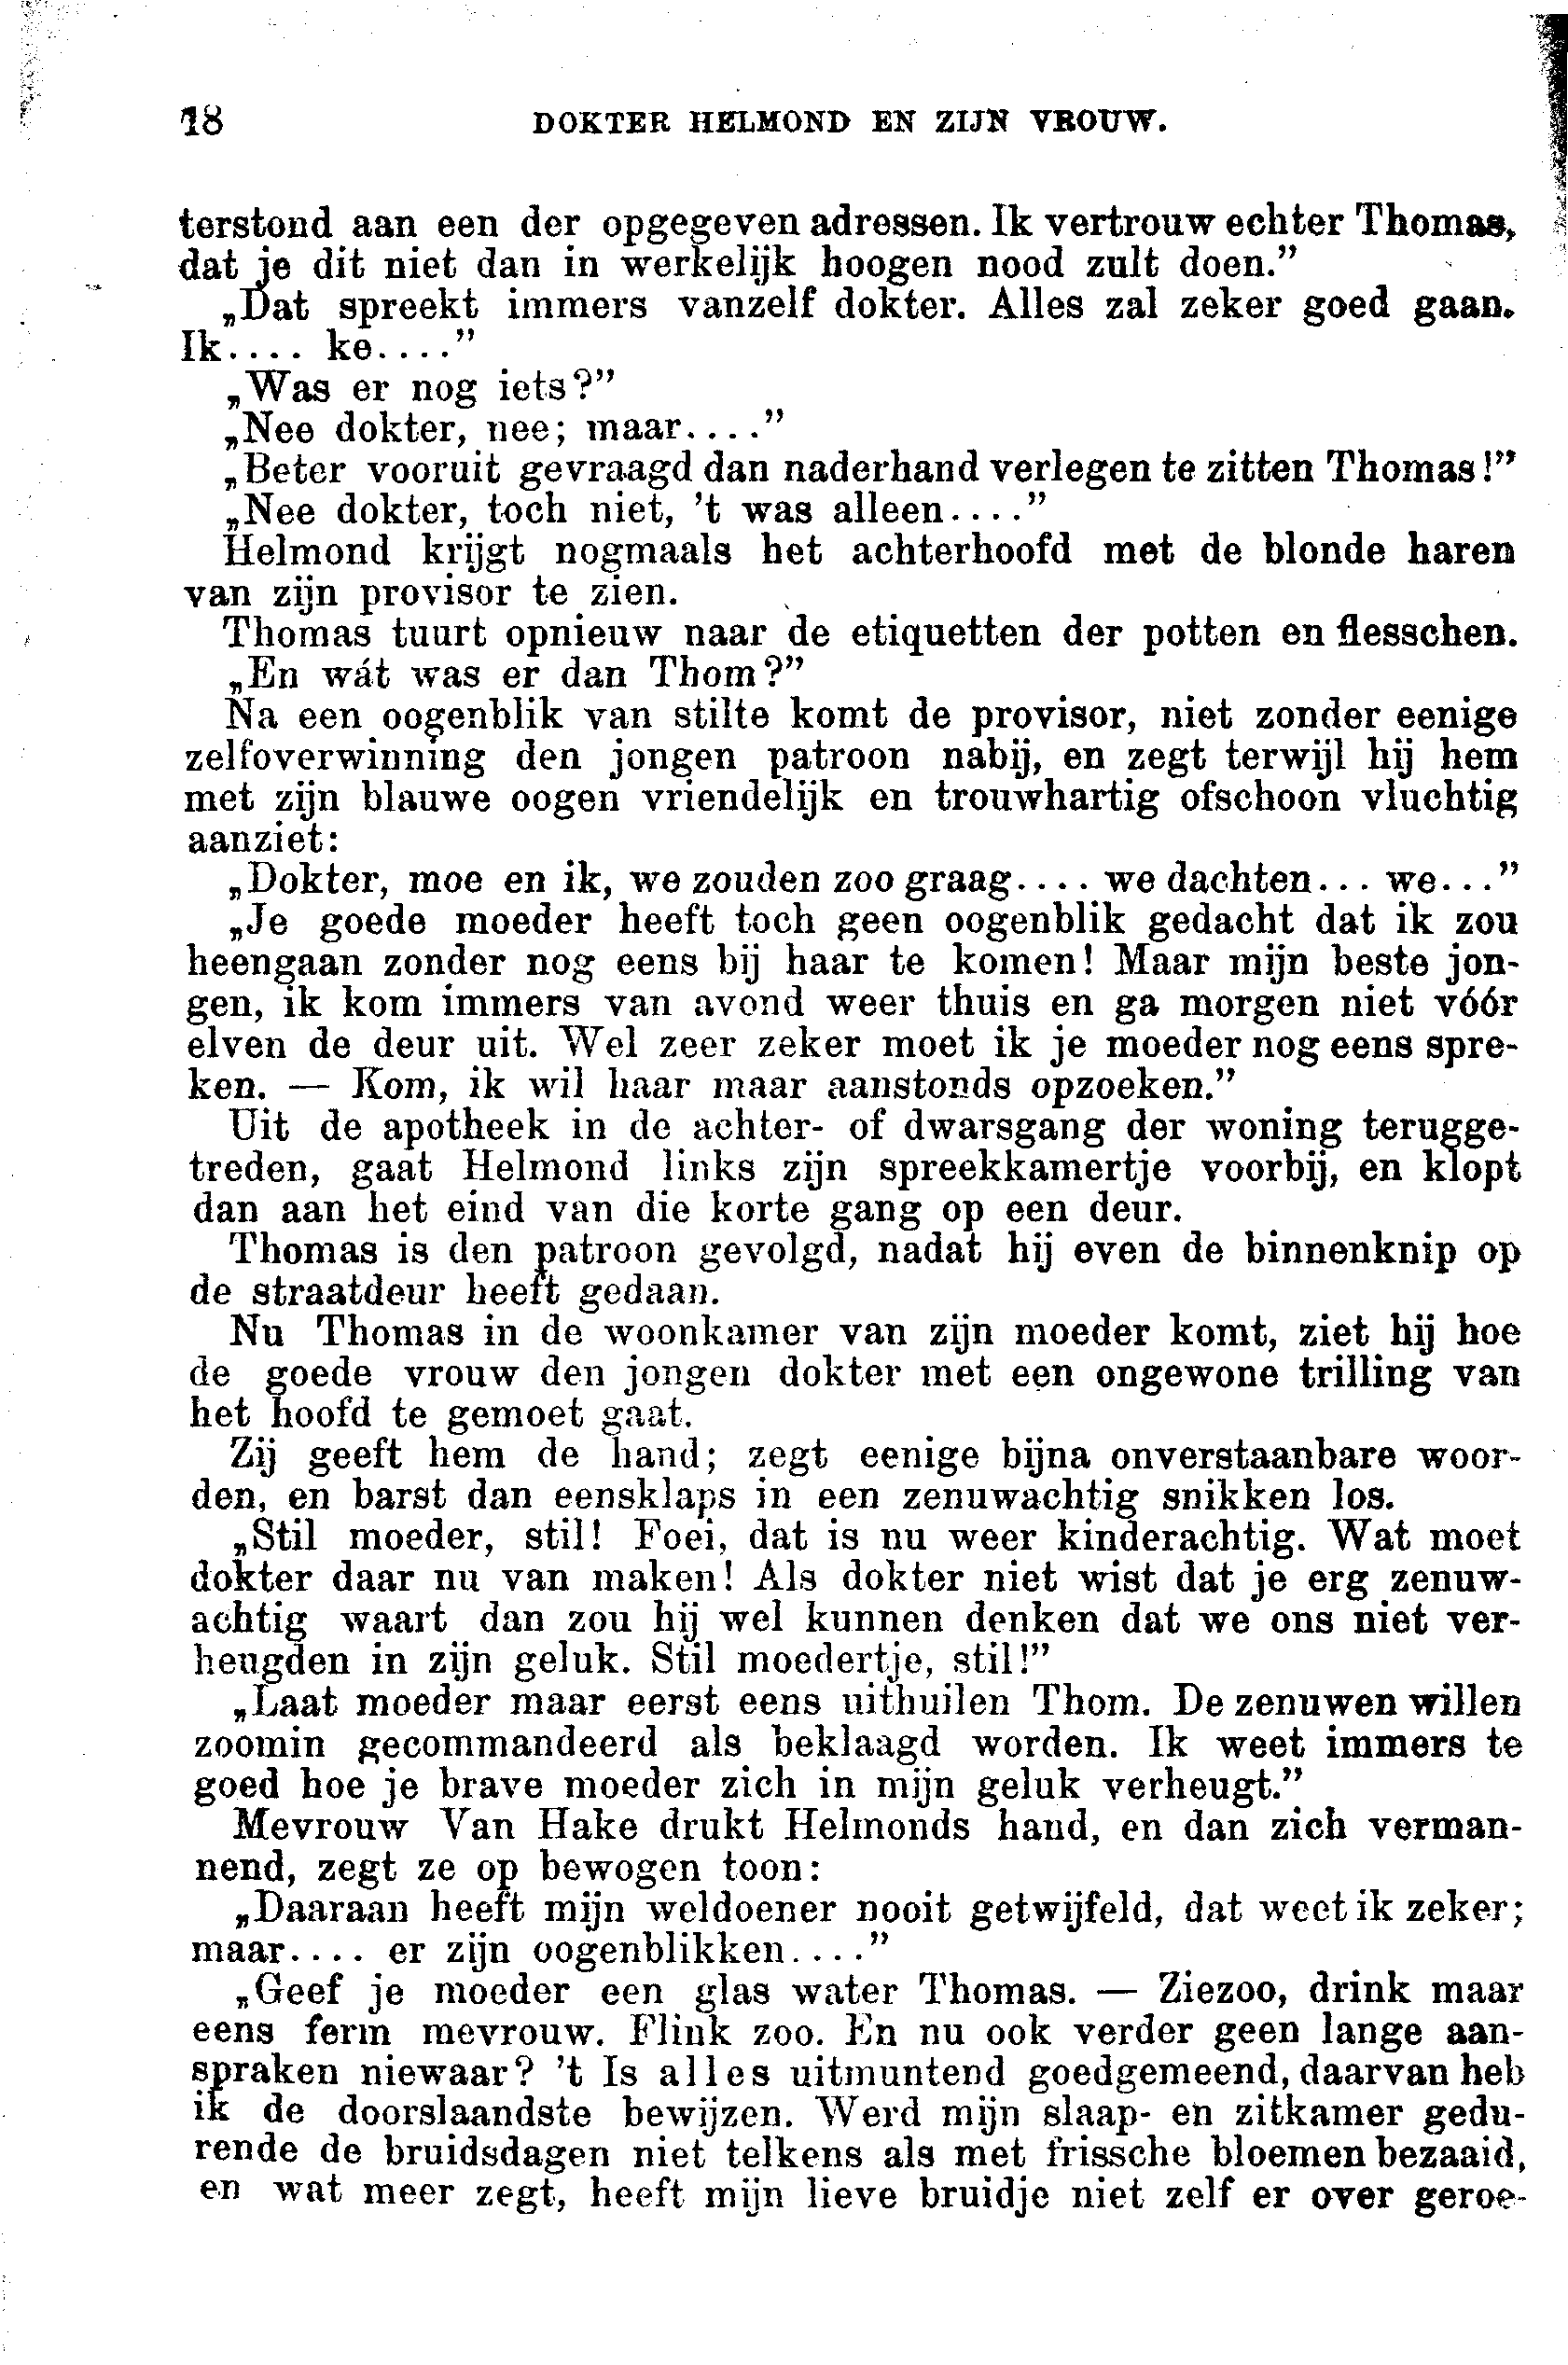 18 DOKTER HELMOND EN ZIJN VROUW.
terstond aan een der opgegeven adressen. Ik vertrouw echter Thomas,
dat je dit niet dan in werkelijk hoogen nood zult doen.”
„Dat spreekt immers vanzelf dokter. Alles zal zeker goed gaan.
Ik.... ke....”
„Was er nog iets?”
„Nee dokter, nee; maar....”
„Beter vooruit gevraagd dan naderhand verlegen te zitten Thomas!”
„Nee dokter, toch niet, ’t was alleen....”
Helmond krijgt nogmaals het achterhoofd met de blonde haren
van zijn provisor te zien.
Thomas tuurt opnieuw naar de etiquetten der potten en flesschen.
„En wát was er dan Thom?”
Na een oogenblik van stilte komt de provisor, niet zonder eenige
zelfoverwinning den jongen patroon nabij, en zegt terwijl hij hem
met zijn blauwe oogen vriendelijk en trouwhartig ofschoon vluchtig
aanziet:
„Dokter, moe en ik, we zouden zoo graag.... we dachten... we...”
„Je goede moeder heeft toch geen oogenblik gedacht dat ik zou
heengaan zonder nog eens bij haar te komen! Maar mijn beste jon-
gen, ik kom immers van avond weer thuis en ga morgen niet vóór
elven de deur uit. Wel zeer zeker moet ik je moeder nog eens spre-
ken. — Kom, ik wil haar maar aanstonds opzoeken.”
Uit de apotheek in de achter- of dwarsgang der woning terugge-
treden, gaat Helmond links zijn spreekkamertje voorbij, en klopt
dan aan het eind van die korte gang op een deur.
Thomas is den patroon gevolgd, nadat hij even de binnenknip op
de straatdeur heeft gedaan.
Nu Thomas in de woonkamer van zijn moeder komt, ziet hij hoe
de goede vrouw den jongen dokter met een ongewone trilling van
het hoofd te gemoet gaat.
Zij geeft hem de hand; zegt eenige bijna onverstaanbare woor-
den, en barst dan eensklaps in een zenuwachtig snikken los.
„Stil moeder, stil! Foei, dat is nu weer kinderachtig. Wat moet
dokter daar nu van maken! Als dokter niet wist dat je erg zenuw-
achtig waart dan zou hij wel kunnen denken dat we ons niet ver-
heugden in zijn geluk. Stil moedertje, stil!”
„Laat moeder maar eerst eens uithuilen Thom. De zenuwen willen
zoomin gecommandeerd als beklaagd worden. Ik weet immers te
goed hoe je brave moeder zich in mijn geluk verheugt.”
Mevrouw Van Hake drukt Helmonds hand, en dan zich verman-
nend, zegt ze op bewogen toon:
„Daaraan heeft mijn weldoener nooit getwijfeld, dat weet ik zeker;
maar.... er zijn oogenblikken....”
„Geef je moeder een glas water Thomas. — Ziezoo, drink maar
eens ferm mevrouw. Flink zoo. En nu ook verder geen lange aan-
spraken niewaar? ’t Is alles uitmuntend goedgemeend, daarvan heb
ik de doorslaandste bewijzen. Werd mijn slaap- en zitkamer gedu-
rende de bruidsdagen niet telkens als met frissche bloemen bezaaid,
en wat meer zegt, heeft mijn lieve bruidje niet zelf er over geroe-